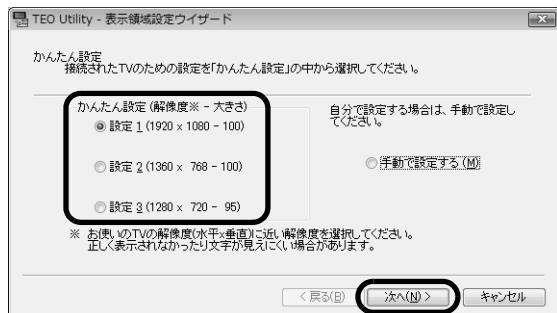 TEO Utility - 表示領域設定ウイザード
かんたん設定
接続されたTVのための設定を「かんたん設定」の中から選択してください。
かんたん設定 (解像度※ - 大きさ)
設定 1 (1920 x 1080 - 100)
設定 2 (1360 x 768 - 100)
設定 3 (1280 x 720 - 95)
自分で設定する場合は、手動で設定し
てください。
手動で設定する (M)
※ お使いのTVの解像度(水平x垂直)に近い解像度を選択してください。
正しく表示されなかったり文字が見えにくい場合があります。
< 戻る(B)
次へ(N) >
キャンセル